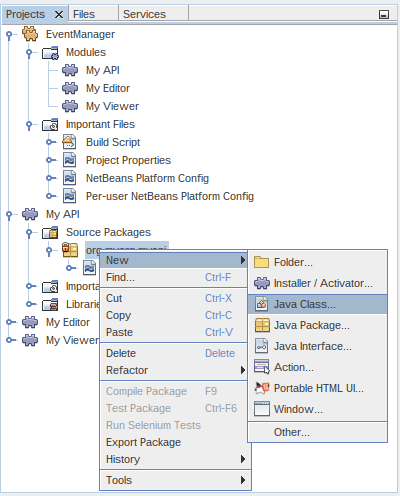 Projects Files Services
EventManager
Modules
My API
My Editor
My Viewer
Important Files
Build Script
Project Properties
NetBeans Platform Config
Per-user NetBeans Platform Config
My API
Source Packages
Importa
Librarie
My Editor
My Viewer
New
Find... Ctrl-F
Cut Ctrl-X
Copy Ctrl-C
Paste Ctrl-V
Delete Delete
Refactor
Compile Package F9
Test Package Ctrl-F6
Run Selenium Tests
Export Package
History
Tools
Folder...
Installer / Activator...
Java Class...
Java Package...
Java Interface...
Action...
Portable HTML UI...
Window...
Other...